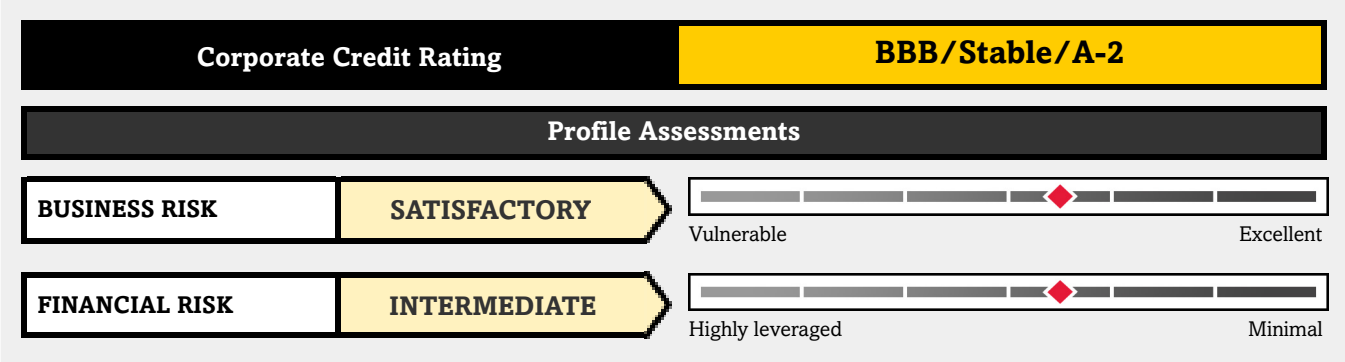 Corporate Credit Rating
BBB/Stable/A-2
Profile Assessments
BUSINESS RISK
SATISFACTORY
Vulnerable
Excellent
FINANCIAL RISK
INTERMEDIATE
Highly leveraged
Minimal